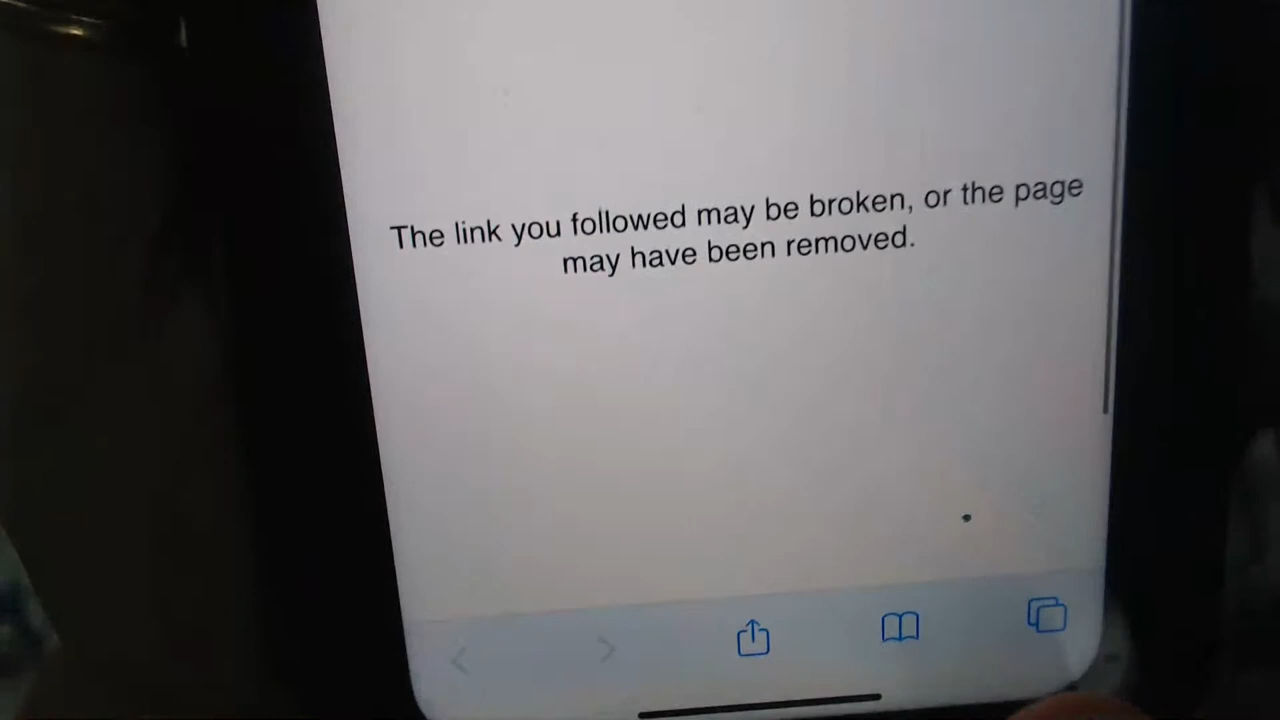 The link you followed may be broken, or the page
may have been removed.